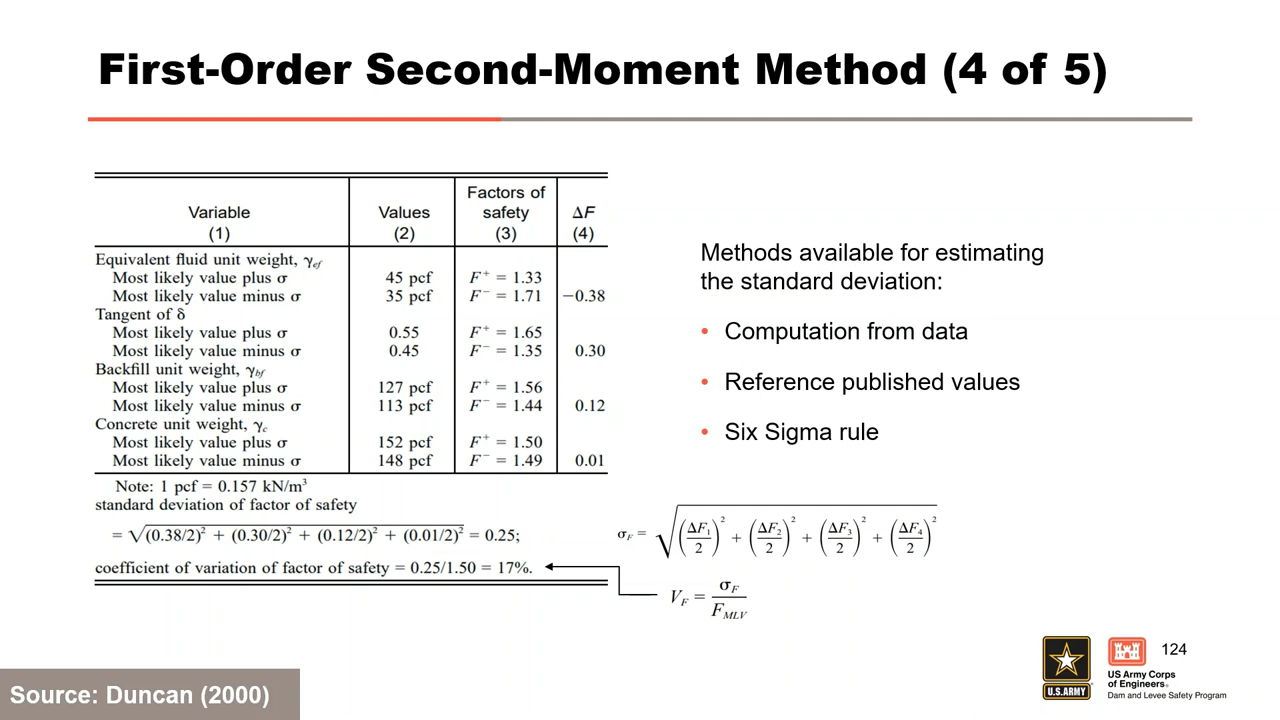 First-Order Second-Moment Method (4 of 5)
Variable Values Factors of safety ΔF
(1) (2) (3) (4)
Equivalent fluid unit weight, γef
Most likely value plus σ 45 pcf F+ = 1.33
Most likely value minus σ 35 pcf F− = 1.71 −0.38
Tangent of δ
Most likely value plus σ 0.55 F+ = 1.65
Most likely value minus σ 0.45 F− = 1.35 0.30
Backfill unit weight, γbf
Most likely value plus σ 127 pcf F+ = 1.56
Most likely value minus σ 113 pcf F− = 1.44 0.12
Concrete unit weight, γc
Most likely value plus σ 152 pcf F+ = 1.50
Most likely value minus σ 148 pcf F− = 1.49 0.01
Note: 1 pcf = 0.157 kN/m³
standard deviation of factor of safety
= √(0.38/2)² + (0.30/2)² + (0.12/2)² + (0.01/2)² = 0.25;
coefficient of variation of factor of safety = 0.25/1.50 = 17%.
Methods available for estimating
the standard deviation:
• Computation from data
• Reference published values
• Six Sigma rule
σF = √(ΔF1/2)² + (ΔF2/2)² + (ΔF3/2)² + (ΔF4/2)²
VF = σF/FMLV
U.S.ARMY
US Army Corps
of Engineers®
Dam and Levee Safety Program
124
Source: Duncan (2000)